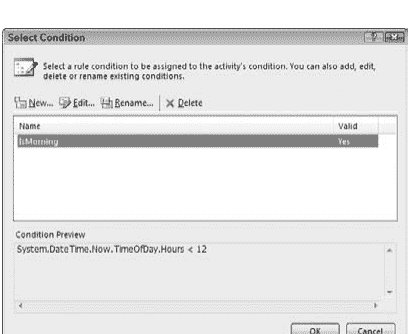 Select Condition
Select a rule condition to be assigned to the activity's condition. You can also add, edit,
delete or rename existing conditions.
New... Edit... Rename... Delete
Name Valid
IsMorning Yes
Condition Preview
System.DateTime.Now.TimeOfDay.Hours < 12
OK Cancel